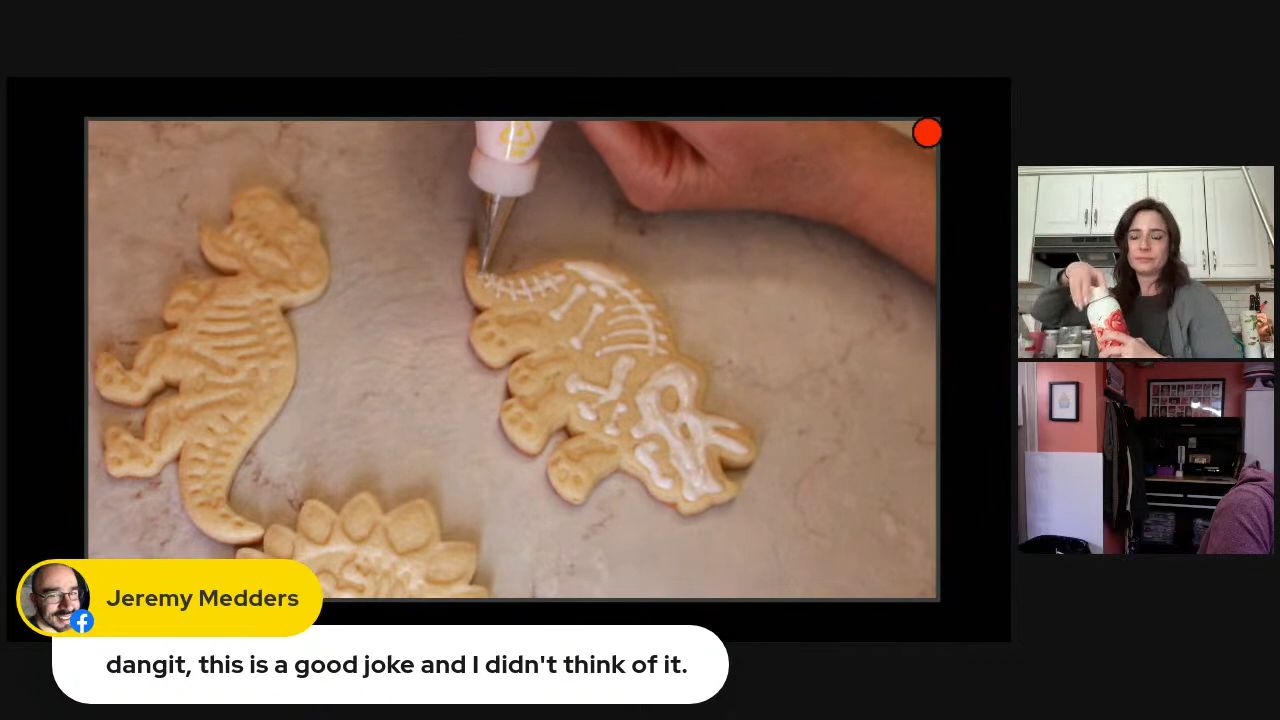 Jeremy Medders
dangit, this is a good joke and I didn't think of it.